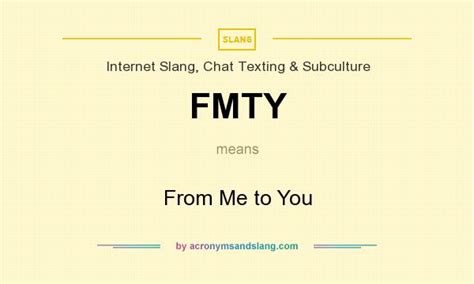 SLANG
Internet Slang, Chat Texting & Subculture
FMTY
means
From Me to You
by acronymsandslang.com